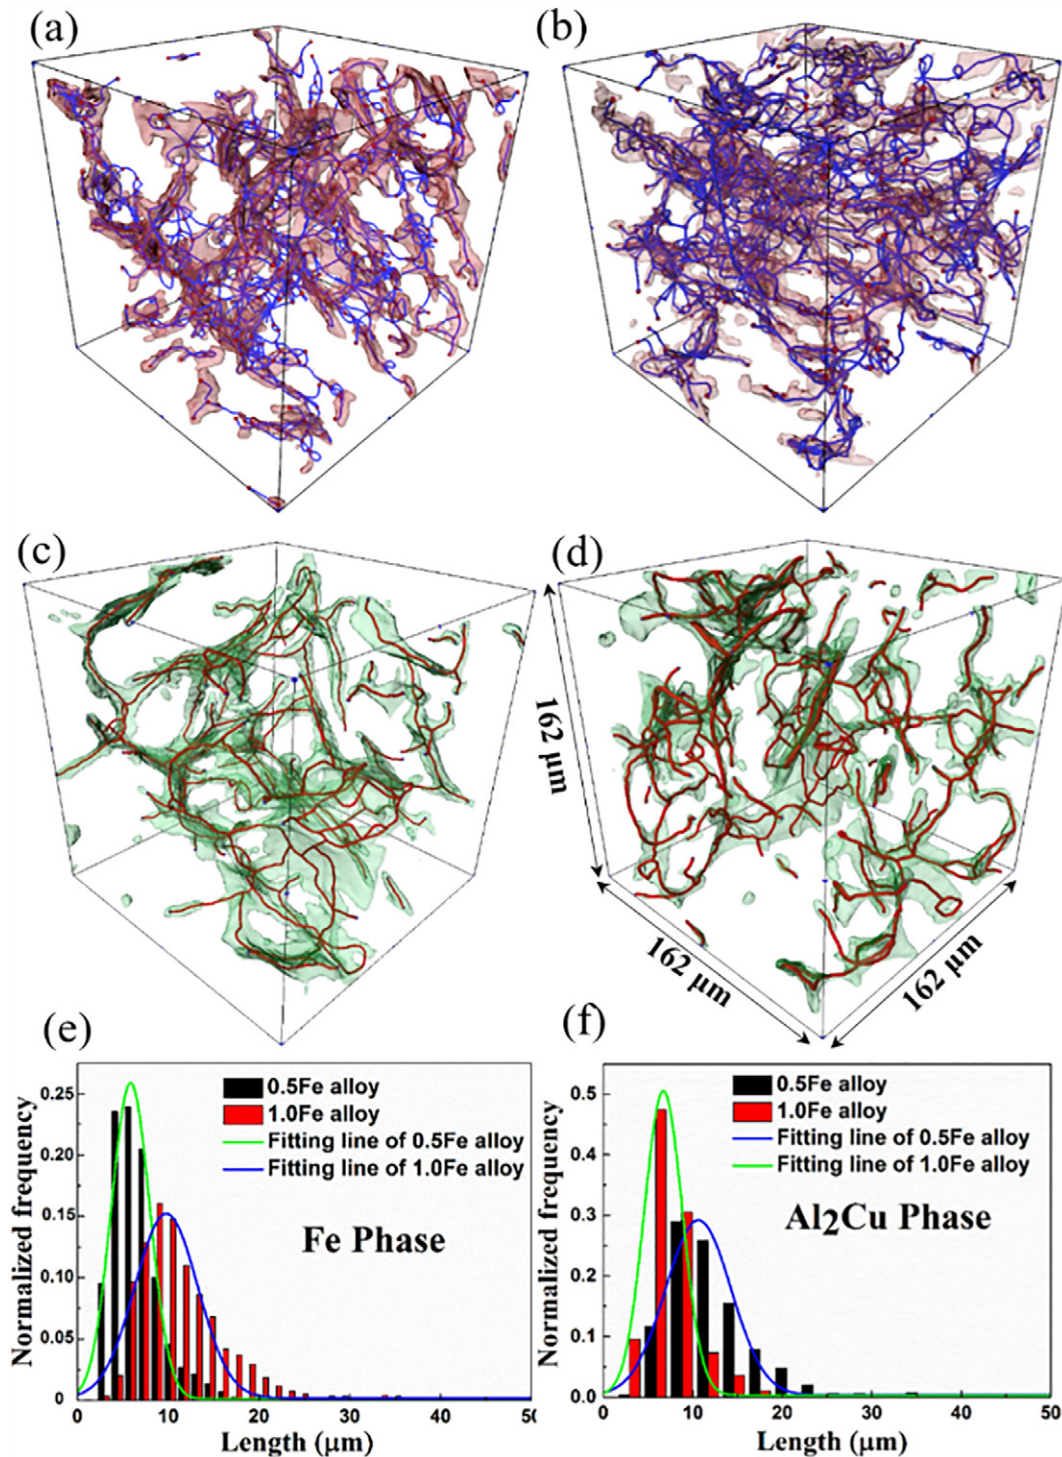 (a)
(b)
(c)
(d)
162 μm
162 μm
162 μm
(e)
0.5Fe alloy
1.0Fe alloy
Fitting line of 0.5Fe alloy
Fitting line of 1.0Fe alloy
Fe Phase
Normalized frequency
0.25
0.20
0.15
0.10
0.05
0
0
10
20
30
40
Length (μm)
(f)
0.5Fe alloy
1.0Fe alloy
Fitting line of 0.5Fe alloy
Fitting line of 1.0Fe alloy
Al2Cu Phase
Normalized frequency
0.5
0.4
0.3
0.2
0.1
0.0
0
10
20
30
40
50
Length (μm)